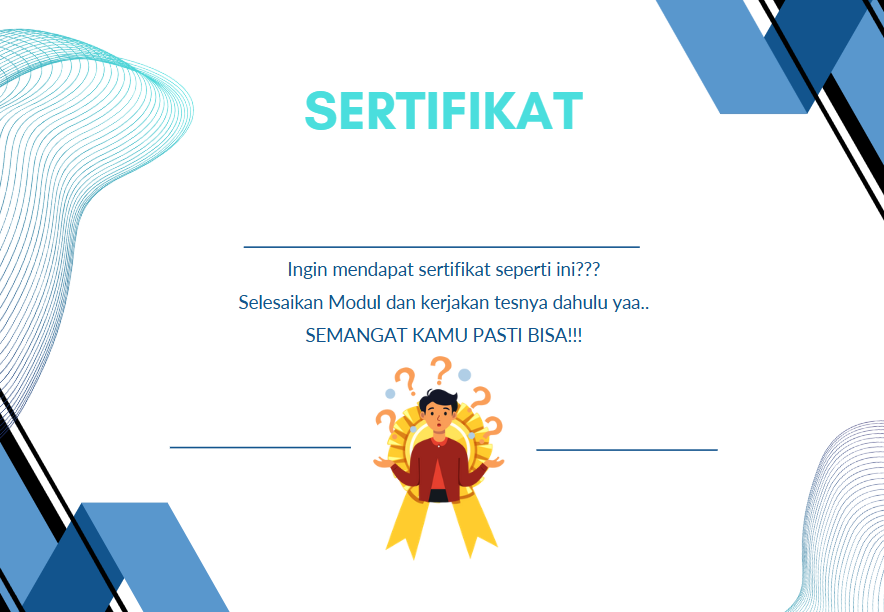 SERTIFIKAT
Ingin mendapat sertifikat seperti ini???
Selesaikan Modul dan kerjakan tesnya dahulu yaa..
SEMANGAT KAMU PASTI BISA!!!